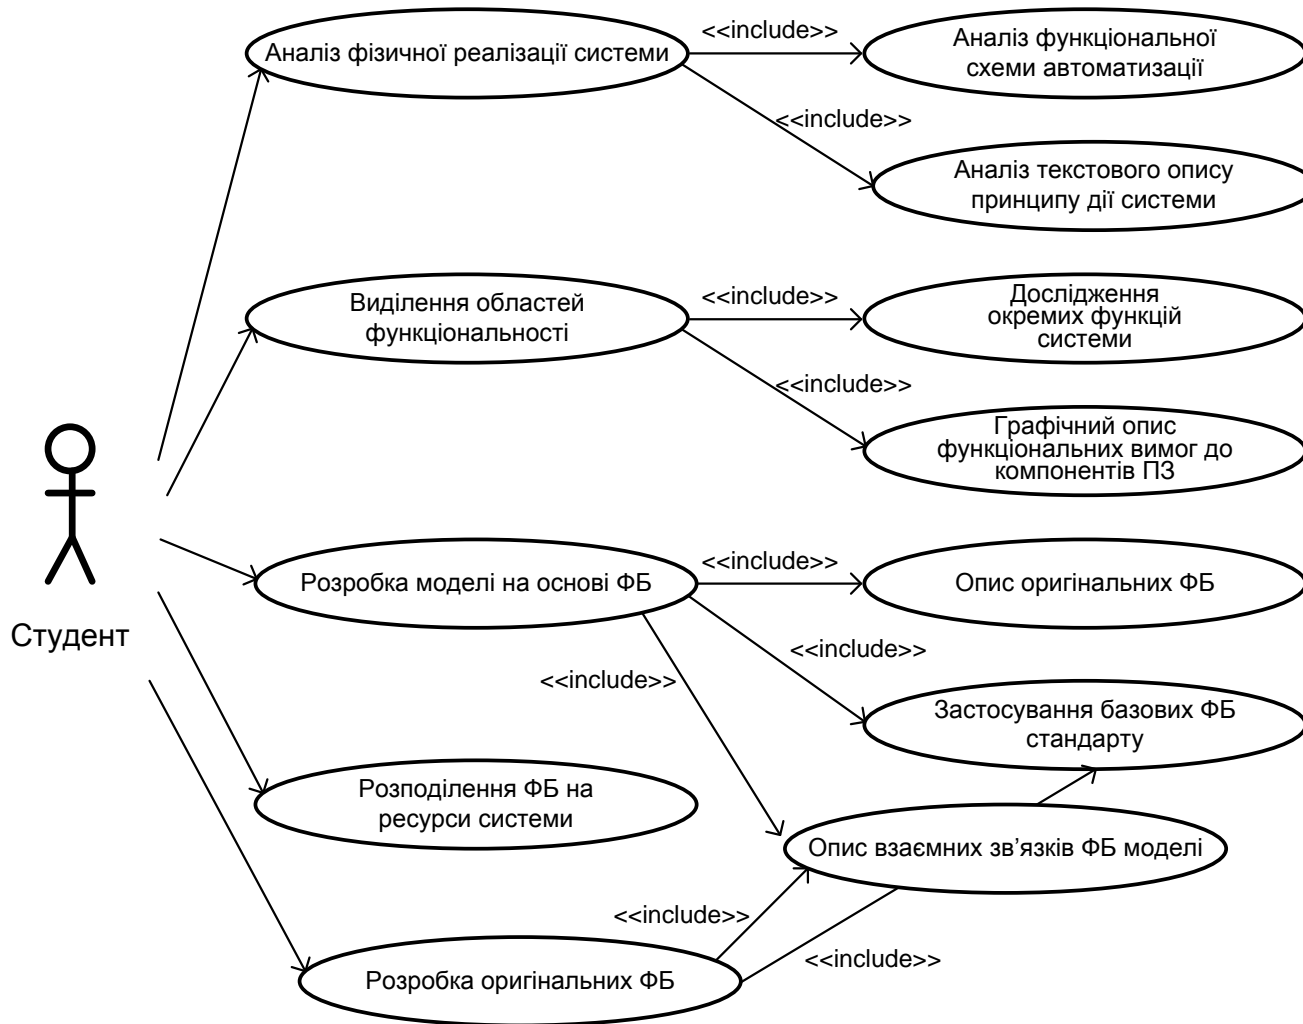 Аналіз фізичної реалізації системи
<<include>>
Аналіз функціональної
схеми автоматизації
<<include>>
Аналіз текстового опису
принципу дії системи
Виділення областей
функціональності
<<include>>
Дослідження
окремих функцій
системи
<<include>>
Графічний опис
функціональних вимог до
компонентів ПЗ
Студент
Розробка моделі на основі ФБ
<<include>>
Опис оригінальних ФБ
<<include>>
<<include>>
Застосування базових ФБ
стандарту
Розподілення ФБ на
ресурси системи
Опис взаємних зв’язків ФБ моделі
<<include>>
<<include>>
Розробка оригінальних ФБ